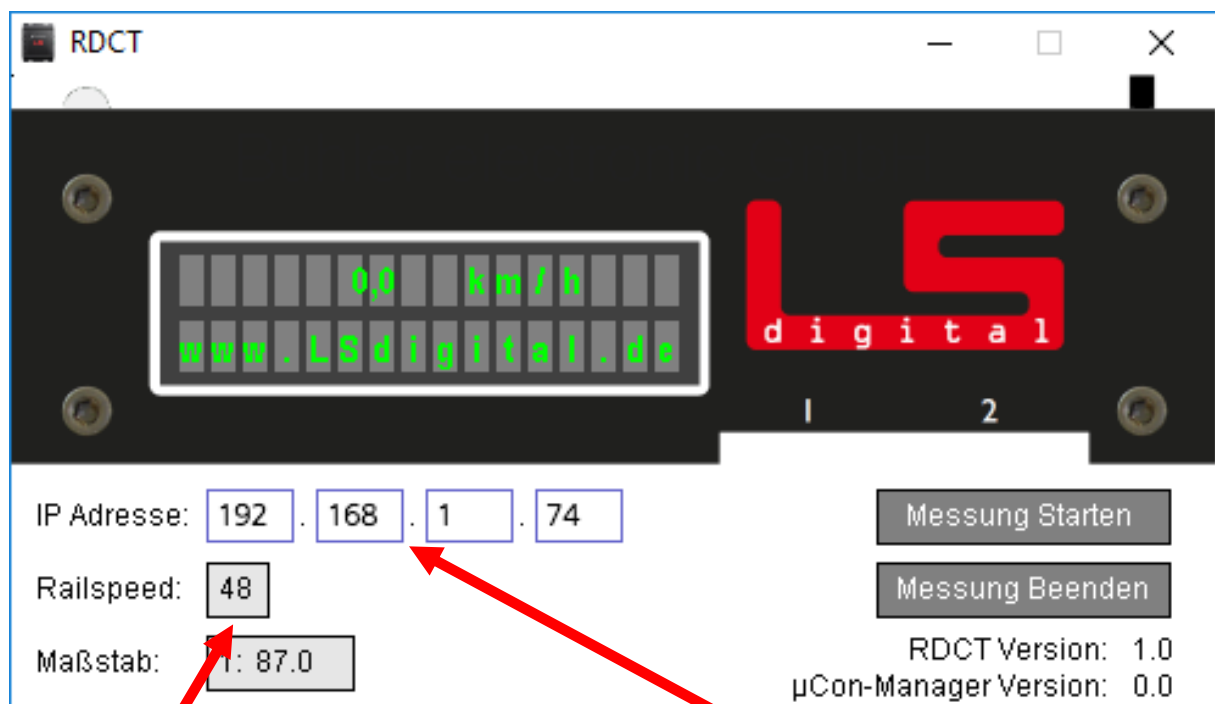 RDCT
0,0 km/h
www.LSdigital.de
LS
digital
1 2
IP Adresse: 192 . 168 . 1 . 74
Messung Starten
Railspeed: 48
Messung Beenden
Maßstab: 1: 87.0
RDCT Version: 1.0
µCon-Manager Version: 0.0